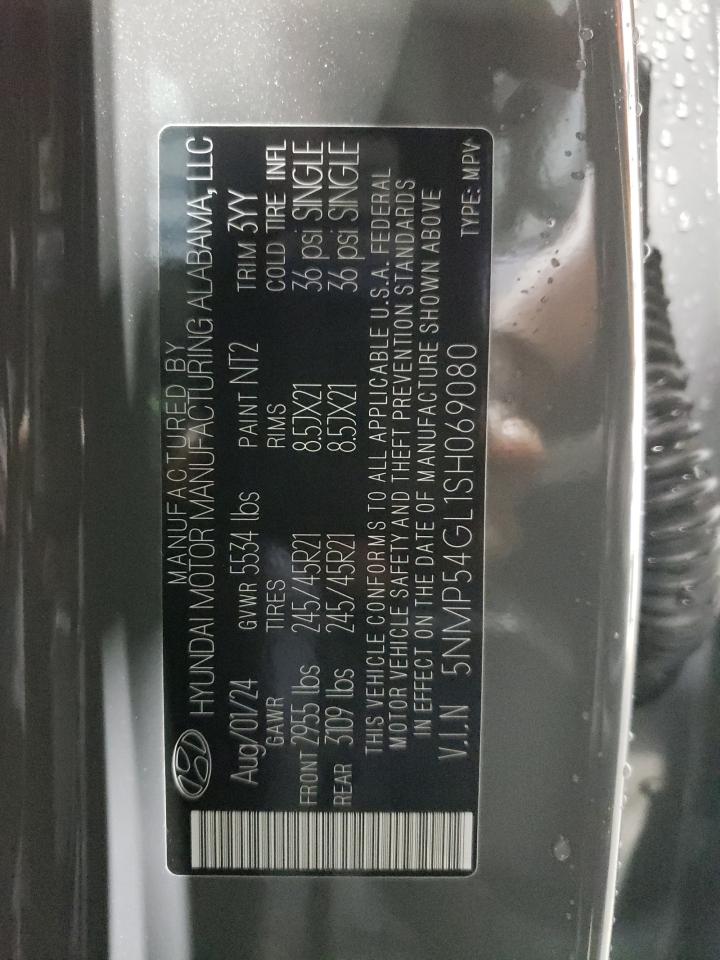 MANUFACTURED BY
HYUNDAI MOTOR MANUFACTURING ALABAMA, LLC
Aug/01/24 GVWR 5534 lbs PAINT NT2 TRIM 3YY
GAWR TIRES RIMS COLD TIRE INFL
FRONT 2955 lbs 245/45R21 8.5JX21 36 psi SINGLE
REAR 3109 lbs 245/45R21 8.5JX21 36 psi SINGLE
THIS VEHICLE CONFORMS TO ALL APPLICABLE U.S.A. FEDERAL
MOTOR VEHICLE SAFETY AND THEFT PREVENTION STANDARDS
IN EFFECT ON THE DATE OF MANUFACTURE SHOWN ABOVE
V.I.N 5NMP54GL1SH069080 TYPE: MPV